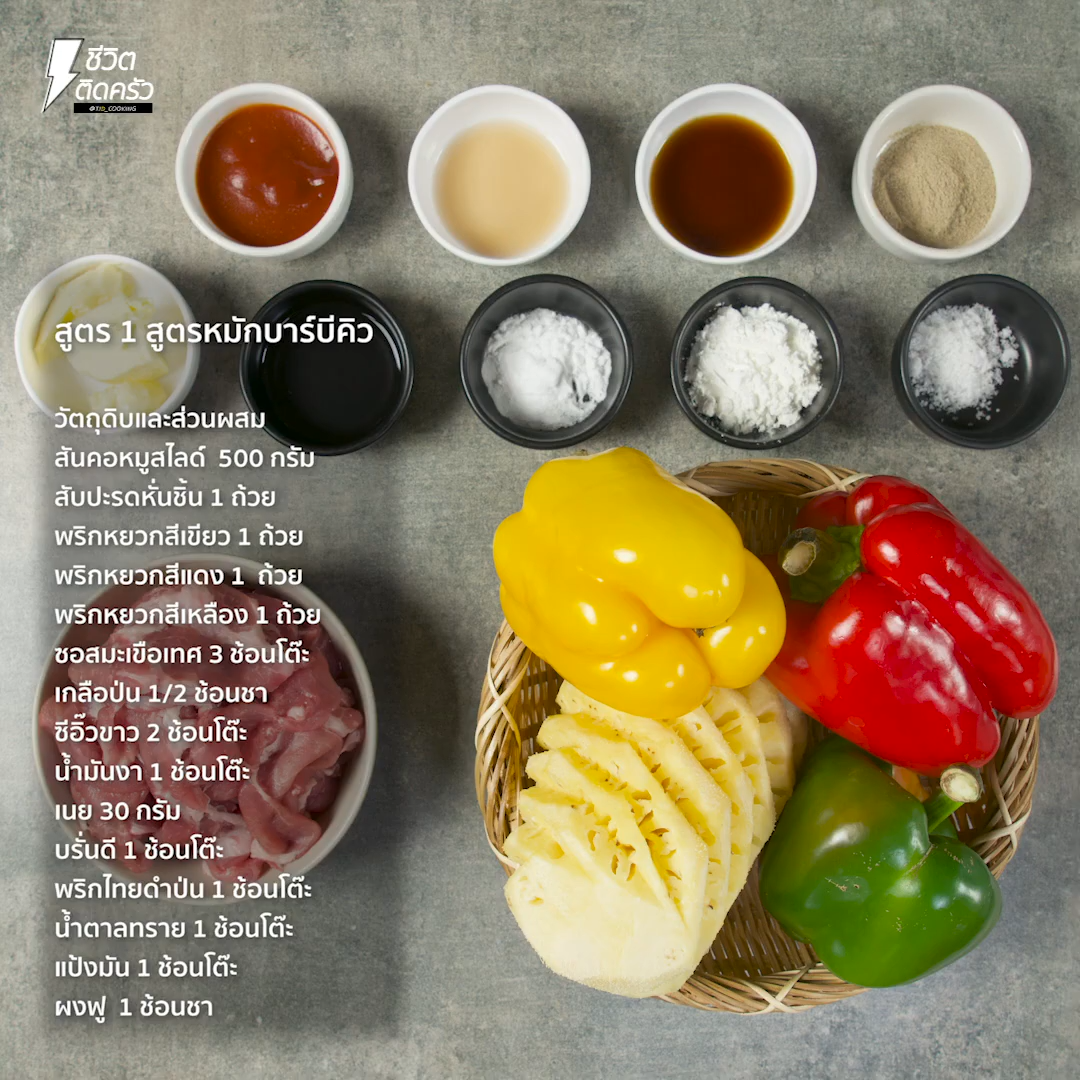 ชีวิต
ติดครัว
@TJD_COOKING
สูตร 1 สูตรหมักบาร์บีคิว
วัตถุดิบและส่วนผสม
สันคอหมูสไลด์ 500 กรัม
สับปะรดหั่นชิ้น 1 ถ้วย
พริกหยวกสีเขียว 1 ถ้วย
พริกหยวกสีแดง 1 ถ้วย
พริกหยวกสีเหลือง 1 ถ้วย
ซอสมะเขือเทศ 3 ช้อนโต๊ะ
เกลือป่น 1/2 ช้อนชา
ซีอิ๊วขาว 2 ช้อนโต๊ะ
น้ำมันงา 1 ช้อนโต๊ะ
เนย 30 กรัม
บรั่นดี 1 ช้อนโต๊ะ
พริกไทยดำป่น 1 ช้อนโต๊ะ
น้ำตาลทราย 1 ช้อนโต๊ะ
แป้งมัน 1 ช้อนโต๊ะ
ผงฟู 1 ช้อนชา